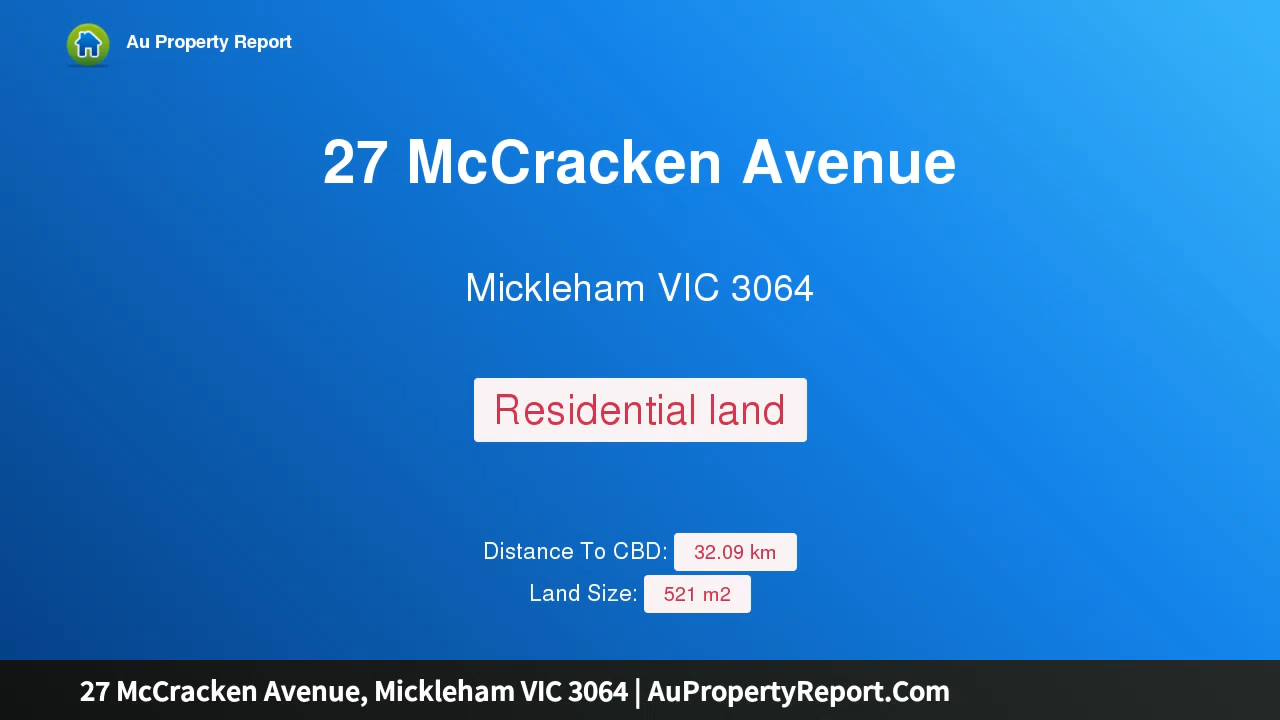 Au Property Report
27 McCracken Avenue
Mickleham VIC 3064
Residential land
Distance To CBD: 32.09 km
Land Size: 521 m2
27 McCracken Avenue, Mickleham VIC 3064 | AuPropertyReport.Com